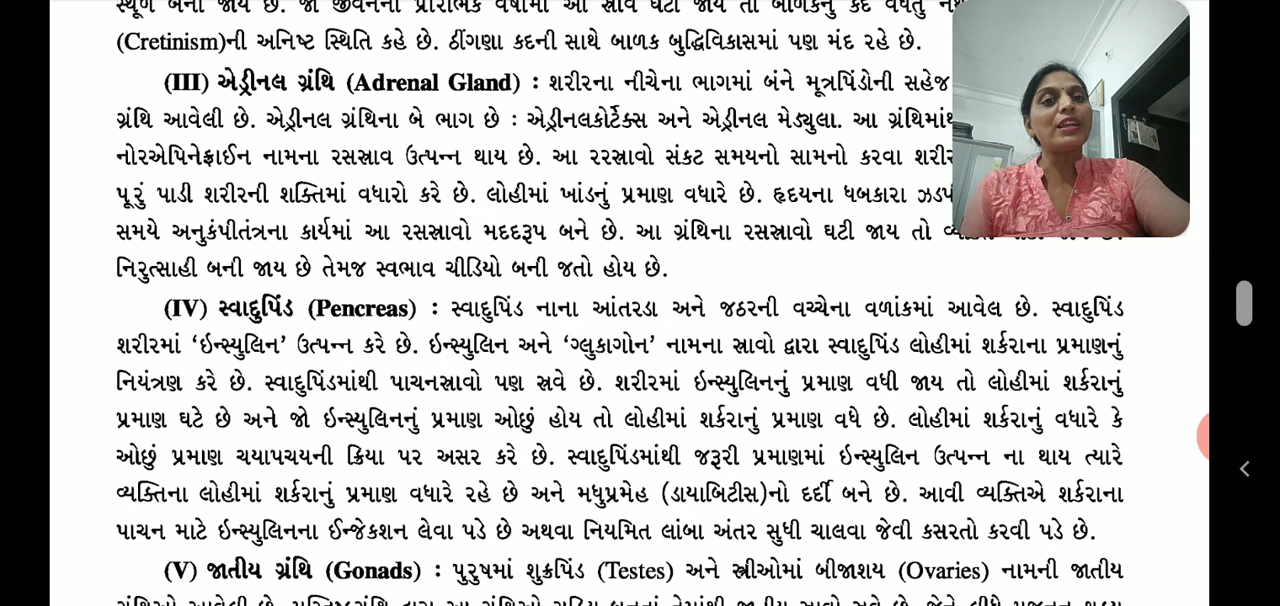 સ્થૂળ બની જાય છે. જો જીવનનાં પ્રારંભિક વર્ષોમાં આ સ્રાવ ઘટી જાય તો બાળકનું કદ વધતું
(Cretinism)ની અનિષ્ટ સ્થિતિ કહે છે. ઠીંગણા કદની સાથે બાળક બુદ્ધિવિકાસમાં પણ મંદ રહે છે.
(III) એડ્રીનલ ગ્રંથિ (Adrenal Gland) : શરીરના નીચેના ભાગમાં બંને મૂત્રપિંડોની સહેજ
ગ્રંથિ આવેલી છે. એડ્રીનલ ગ્રંથિના બે ભાગ છે : એડ્રીનલકોર્ટેક્સ અને એડ્રીનલ મેડ્યુલા. આ
નોરએપિનેફ્રાઈન નામના રસસ્રાવ ઉત્પન્ન થાય છે. આ રરસ્રાવો સંકટ સમયનો સામનો કરવા
પૂરું પાડી શરીરની શક્તિમાં વધારો કરે છે. લોહીમાં ખાંડનું પ્રમાણ વધારે છે. હૃદયના ધબકારા
સમયે અનુકંપીતંત્રના કાર્યમાં આ રસસ્રાવો મદદરૂપ બને છે. આ ગ્રંથિના રસસ્રાવો ઘટી જાય તો
નિરુત્સાહી બની જાય છે તેમજ સ્વભાવ ચીડિયો બની જતો હોય છે.
(IV) સ્વાદુપિંડ (Pencreas) : સ્વાદુપિંડ નાના આંતરડા અને જઠરની વચ્ચેના વળાંકમાં આવેલ છે. સ્વાદુપિંડ
શરીરમાં ‘ઇન્સ્યુલિન’ ઉત્પન્ન કરે છે. ઇન્સ્યુલિન અને ‘ગ્લુકાગોન’ નામના સ્રાવો દ્વારા સ્વાદુપિંડ લોહીમાં શર્કરાના પ્રમાણનું
નિયંત્રણ કરે છે. સ્વાદુપિંડમાંથી પાચનસ્રાવો પણ સ્રવે છે. શરીરમાં ઇન્સ્યુલિનનું પ્રમાણ વધી જાય તો લોહીમાં શર્કરાનું
પ્રમાણ ઘટે છે અને જો ઇન્સ્યુલિનનું પ્રમાણ ઓછું હોય તો લોહીમાં શર્કરાનું પ્રમાણ વધે છે. લોહીમાં શર્કરાનું વધારે કે
ઓછું પ્રમાણ ચયાપચયની ક્રિયા પર અસર કરે છે. સ્વાદુપિંડમાંથી જરૂરી પ્રમાણમાં ઇન્સ્યુલિન ઉત્પન્ન ના થાય ત્યારે
વ્યક્તિના લોહીમાં શર્કરાનું પ્રમાણ વધારે રહે છે અને મધુપ્રમેહ (ડાયાબિટીસ)નો દર્દી બને છે. આવી વ્યક્તિએ શર્કરાના
પાચન માટે ઇન્સ્યુલિનના ઈન્જેક્શન લેવા પડે છે અથવા નિયમિત લાંબા અંતર સુધી ચાલવા જેવી કસરતો કરવી પડે છે.
(V) જાતીય ગ્રંથિ (Gonads) : પુરુષમાં શુક્રપિંડ (Testes) અને સ્ત્રીઓમાં બીજાશય (Ovaries) નામની જાતીય